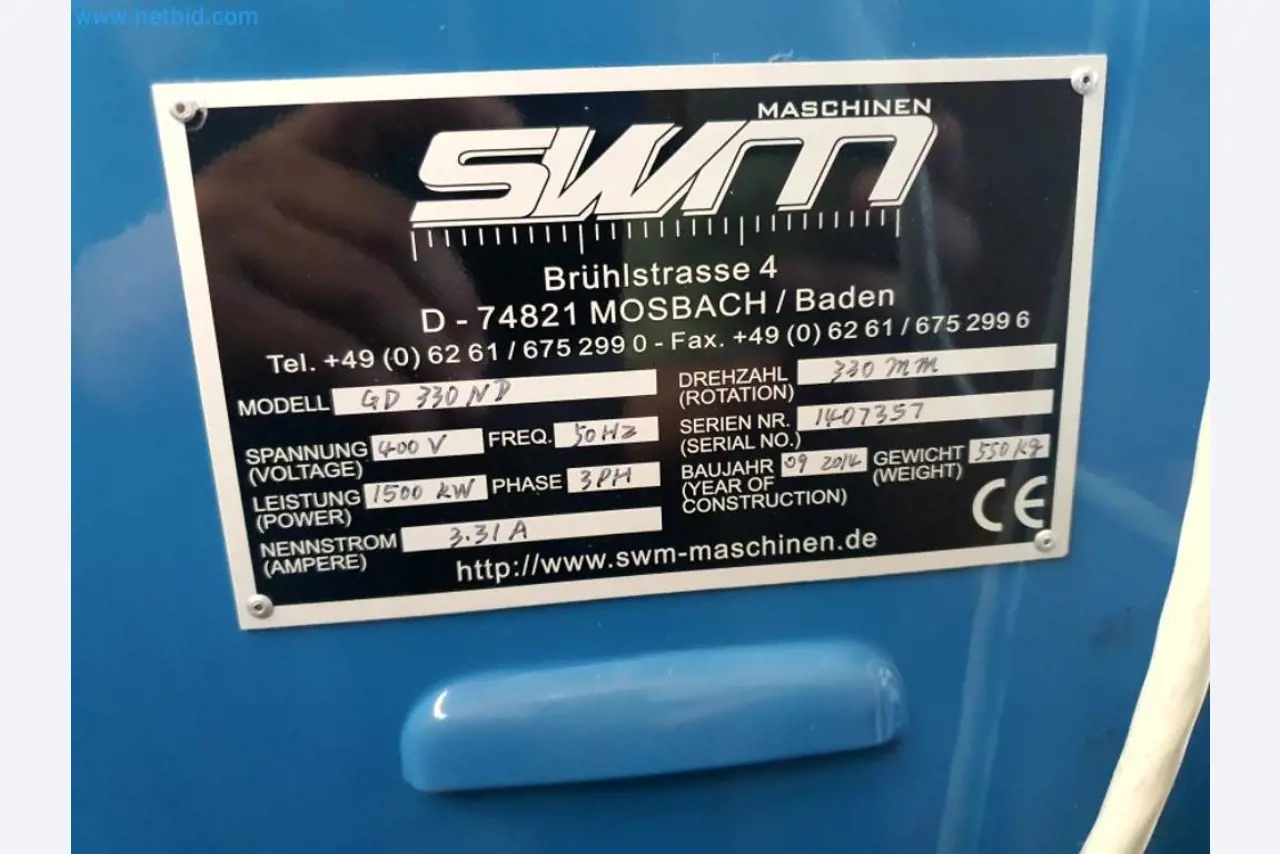 www.netbid.com
MASCHINEN
SWM
Brühlstrasse 4
D - 74821 MOSBACH / Baden
Tel. +49 (0) 62 61 / 675 299 0 - Fax. +49 (0) 62 61 / 675 299 6
MODELL GD 330 ND
DREHZAHL (ROTATION) 330 mm
SPANNUNG (VOLTAGE) 400 V FREQ. 50 Hz
SERIEN NR. (SERIAL NO.) 1407357
LEISTUNG (POWER) 1500 kW PHASE 3PH
BAUJAHR (YEAR OF CONSTRUCTION) 09 2014 GEWICHT (WEIGHT) 550 kg
NENNSTROM (AMPERE) 3.31 A
CE
http://www.swm-maschinen.de